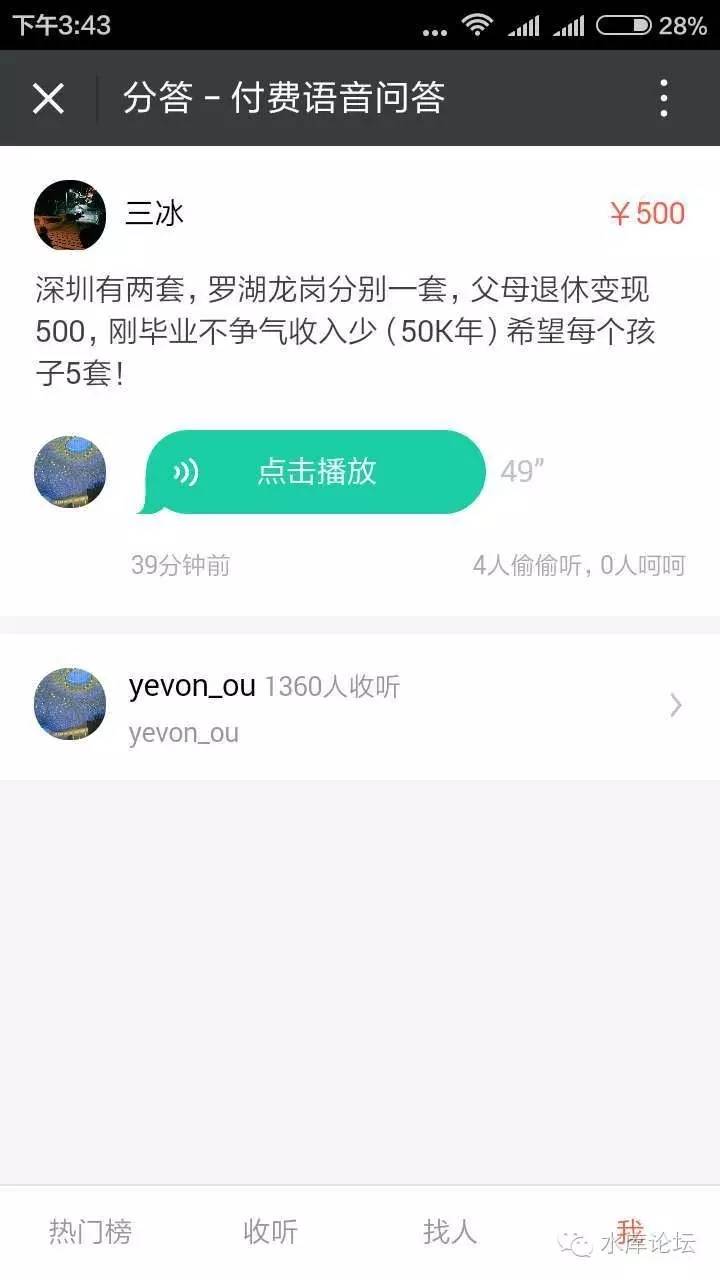 下午3:43
28%
分答 - 付费语音问答
三冰
¥500
深圳有两套，罗湖龙岗分别一套，父母退休变现
500，刚毕业不争气收入少（50K年）希望每个孩
子5套！
点击播放
49”
39分钟前
4人偷偷听，0人呵呵
yevon_ou 1360人收听
yevon_ou
热门榜
收听
找人
我
水库论坛